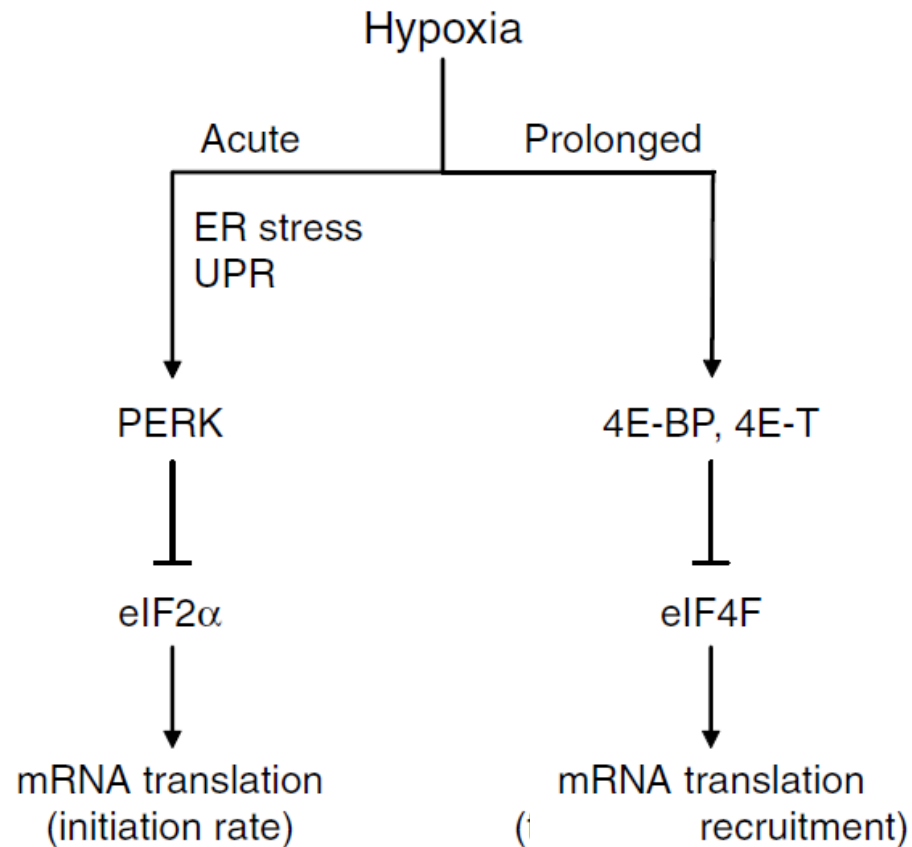 Hypoxia
Acute
Prolonged
ER stress
UPR
PERK
4E-BP, 4E-T
eIF2α
eIF4F
mRNA translation
(initiation rate)
mRNA translation
recruitment)